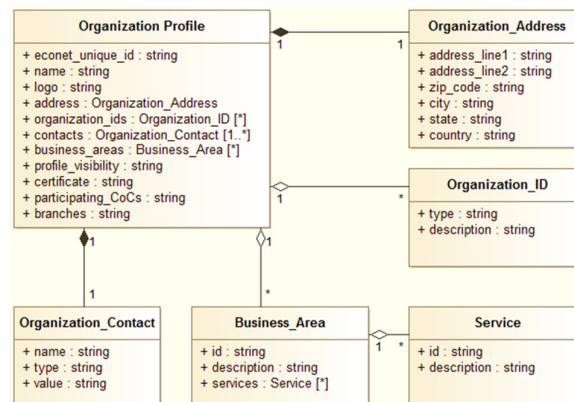 Organization Profile
+ econet_unique_id : string
+ name : string
+ logo : string
+ address : Organization_Address
+ organization_ids : Organization_ID [*]
+ contacts : Organization_Contact [1..*]
+ business_areas : Business_Area [*]
+ profile_visibility : string
+ certificate : string
+ participating_CoCs : string
+ branches : string
1
1
Organization_Address
+ address_line1 : string
+ address_line2 : string
+ zip_code : string
+ city : string
+ state : string
+ country : string
1
*
Organization_ID
+ type : string
+ description : string
1
1
1
*
Organization_Contact
+ name : string
+ type : string
+ value : string
Business_Area
+ id : string
+ description : string
+ services : Service [*]
1
*
Service
+ id : string
+ description : string